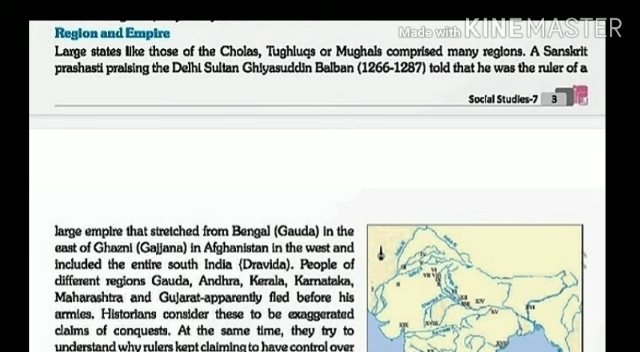 Region and Empire
Made with KINEMASTER
Large states like those of the Cholas, Tughluqs or Mughals comprised many regions. A Sanskrit
prashasti praising the Delhi Sultan Ghiyasuddin Balban (1266-1287) told that he was the ruler of a
Social Studies-7 3
large empire that stretched from Bengal (Gauda) in the
east of Ghazni (Gajjana) in Afghanistan in the west and
included the entire south India {Dravida). People of
different regions Gauda, Andhra, Kerala, Karnataka,
Maharashtra and Gujarat-apparently fled before his
armies. Historians consider these to be exaggerated
claims of conquests. At the same time, they try to
understand why rulers kept claiming to have control over